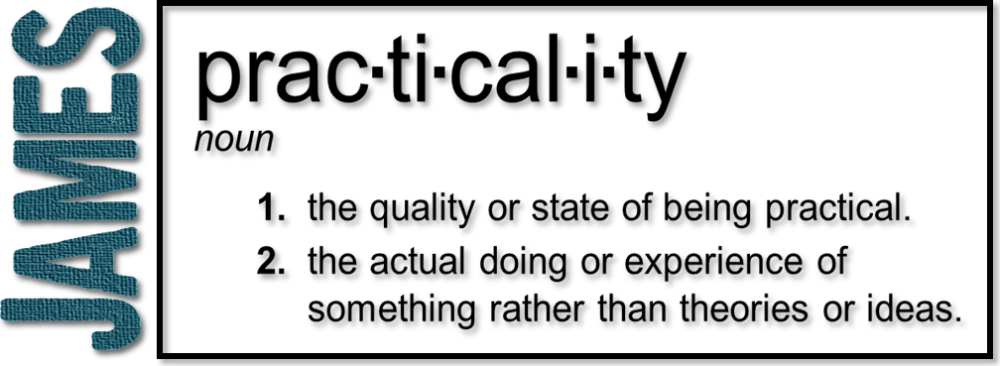 JAMES
prac·ti·cal·i·ty
noun
1. the quality or state of being practical.
2. the actual doing or experience of
something rather than theories or ideas.